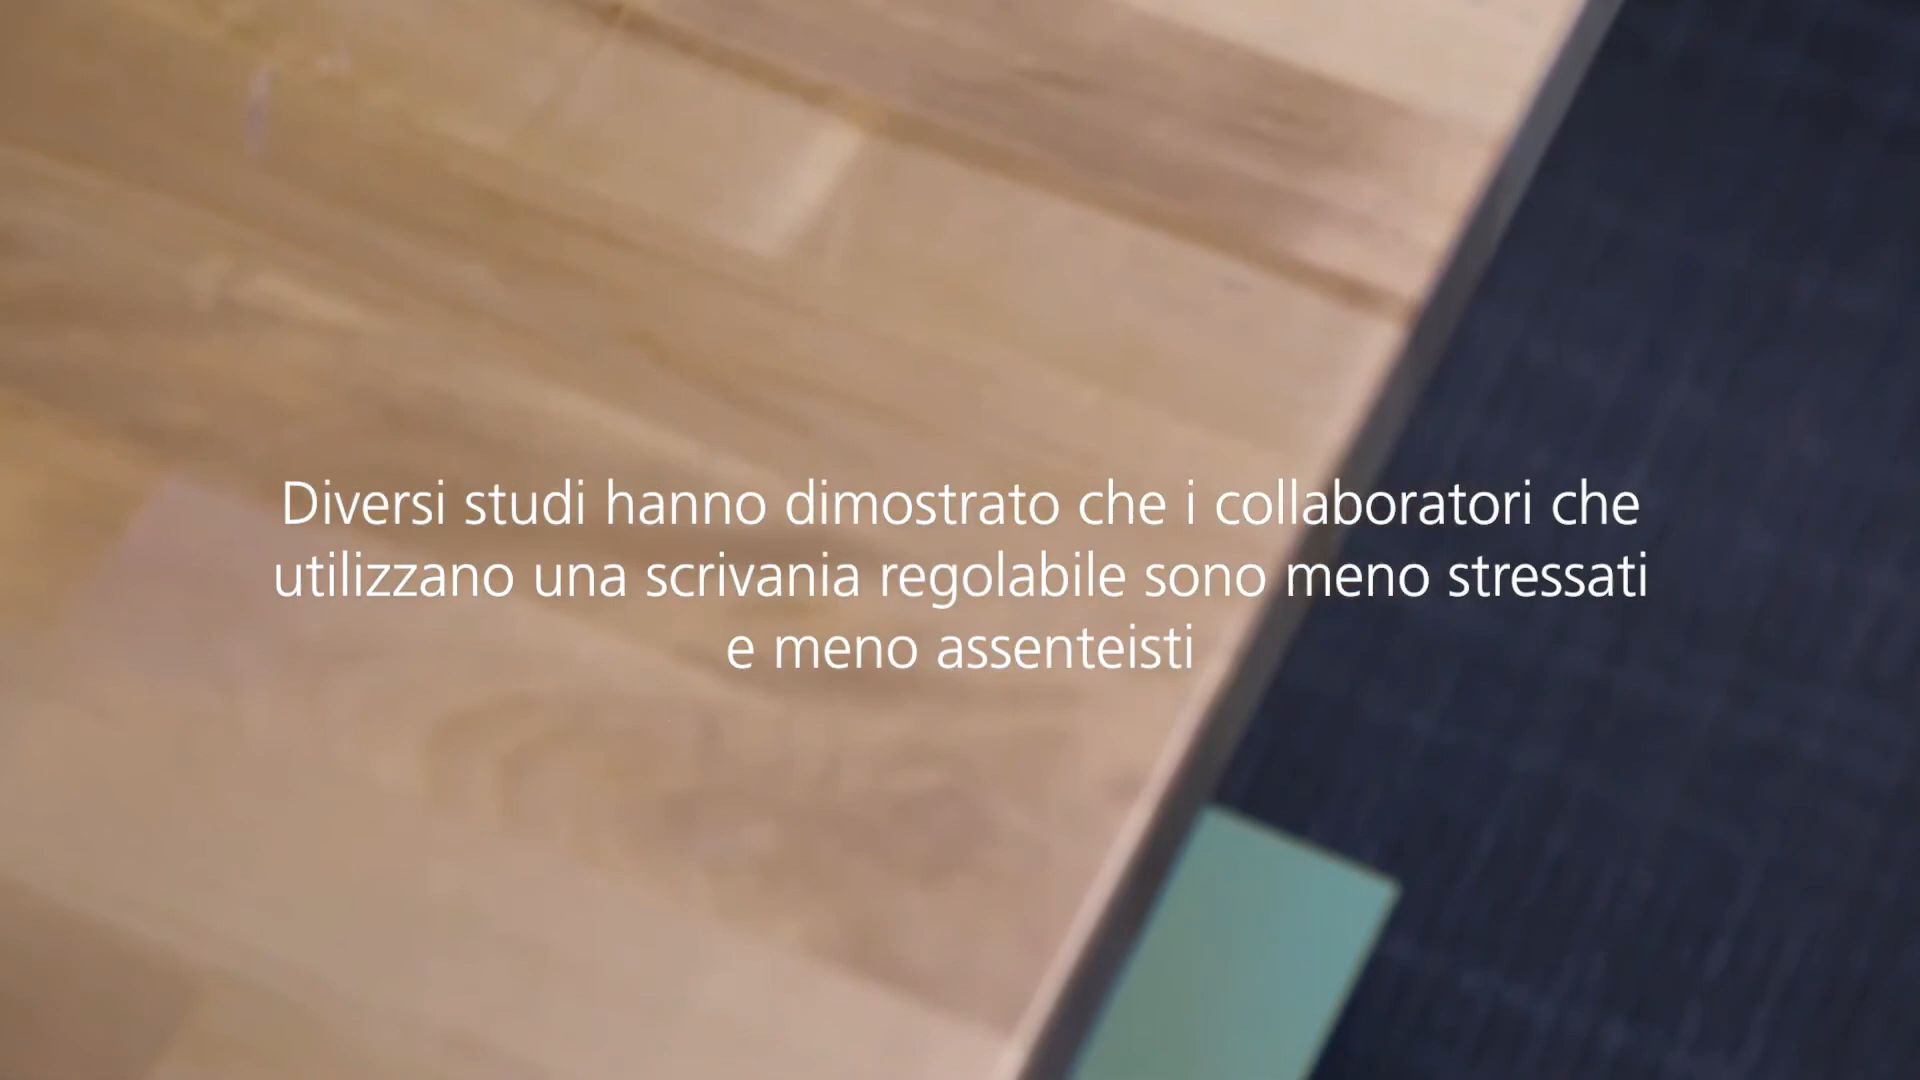 Diversi studi hanno dimostrato che i collaboratori che
utilizzano una scrivania regolabile sono meno stressati
e meno assenteisti